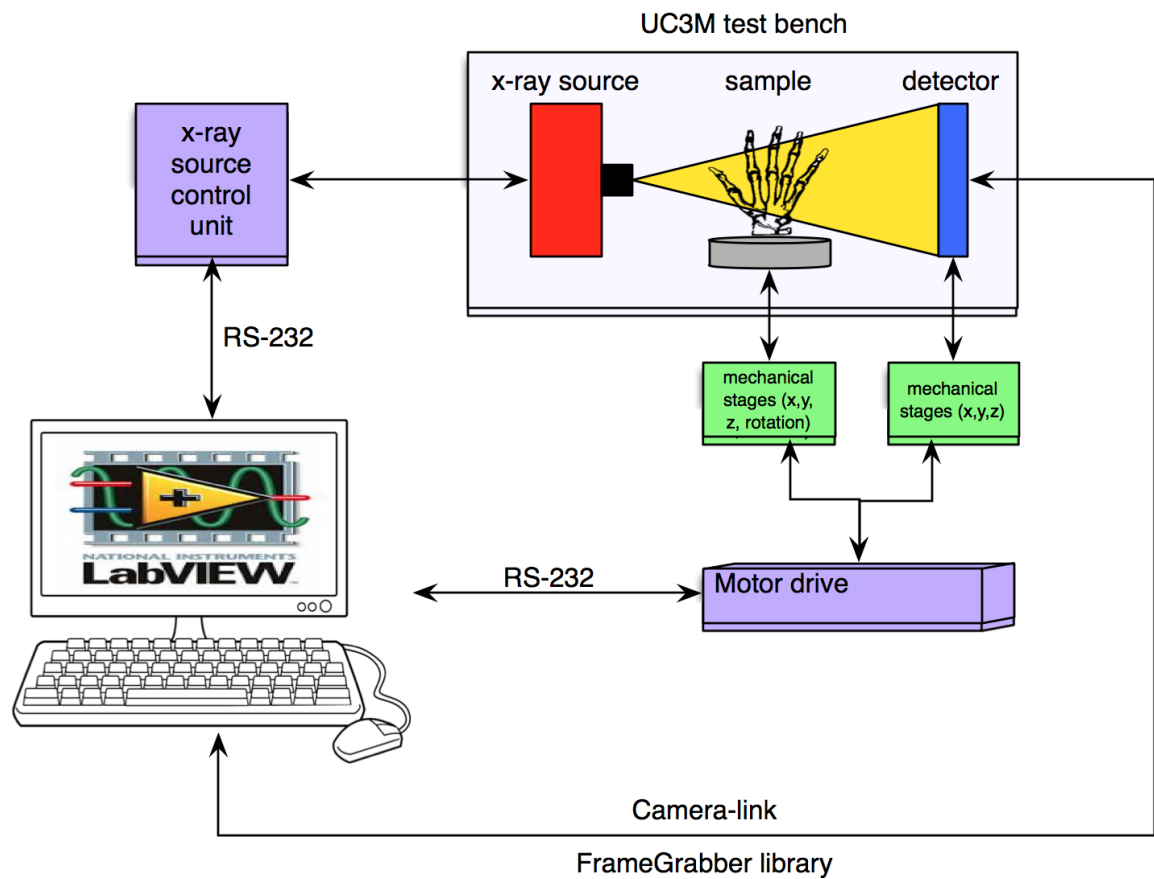 UC3M test bench
x-ray source
sample
detector
x-ray
source
control
unit
RS-232
mechanical
stages (x,y,
z, rotation)
mechanical
stages (x,y,z)
NATIONAL INSTRUMENTS
LabVIEW
RS-232
Motor drive
Camera-link
FrameGrabber library